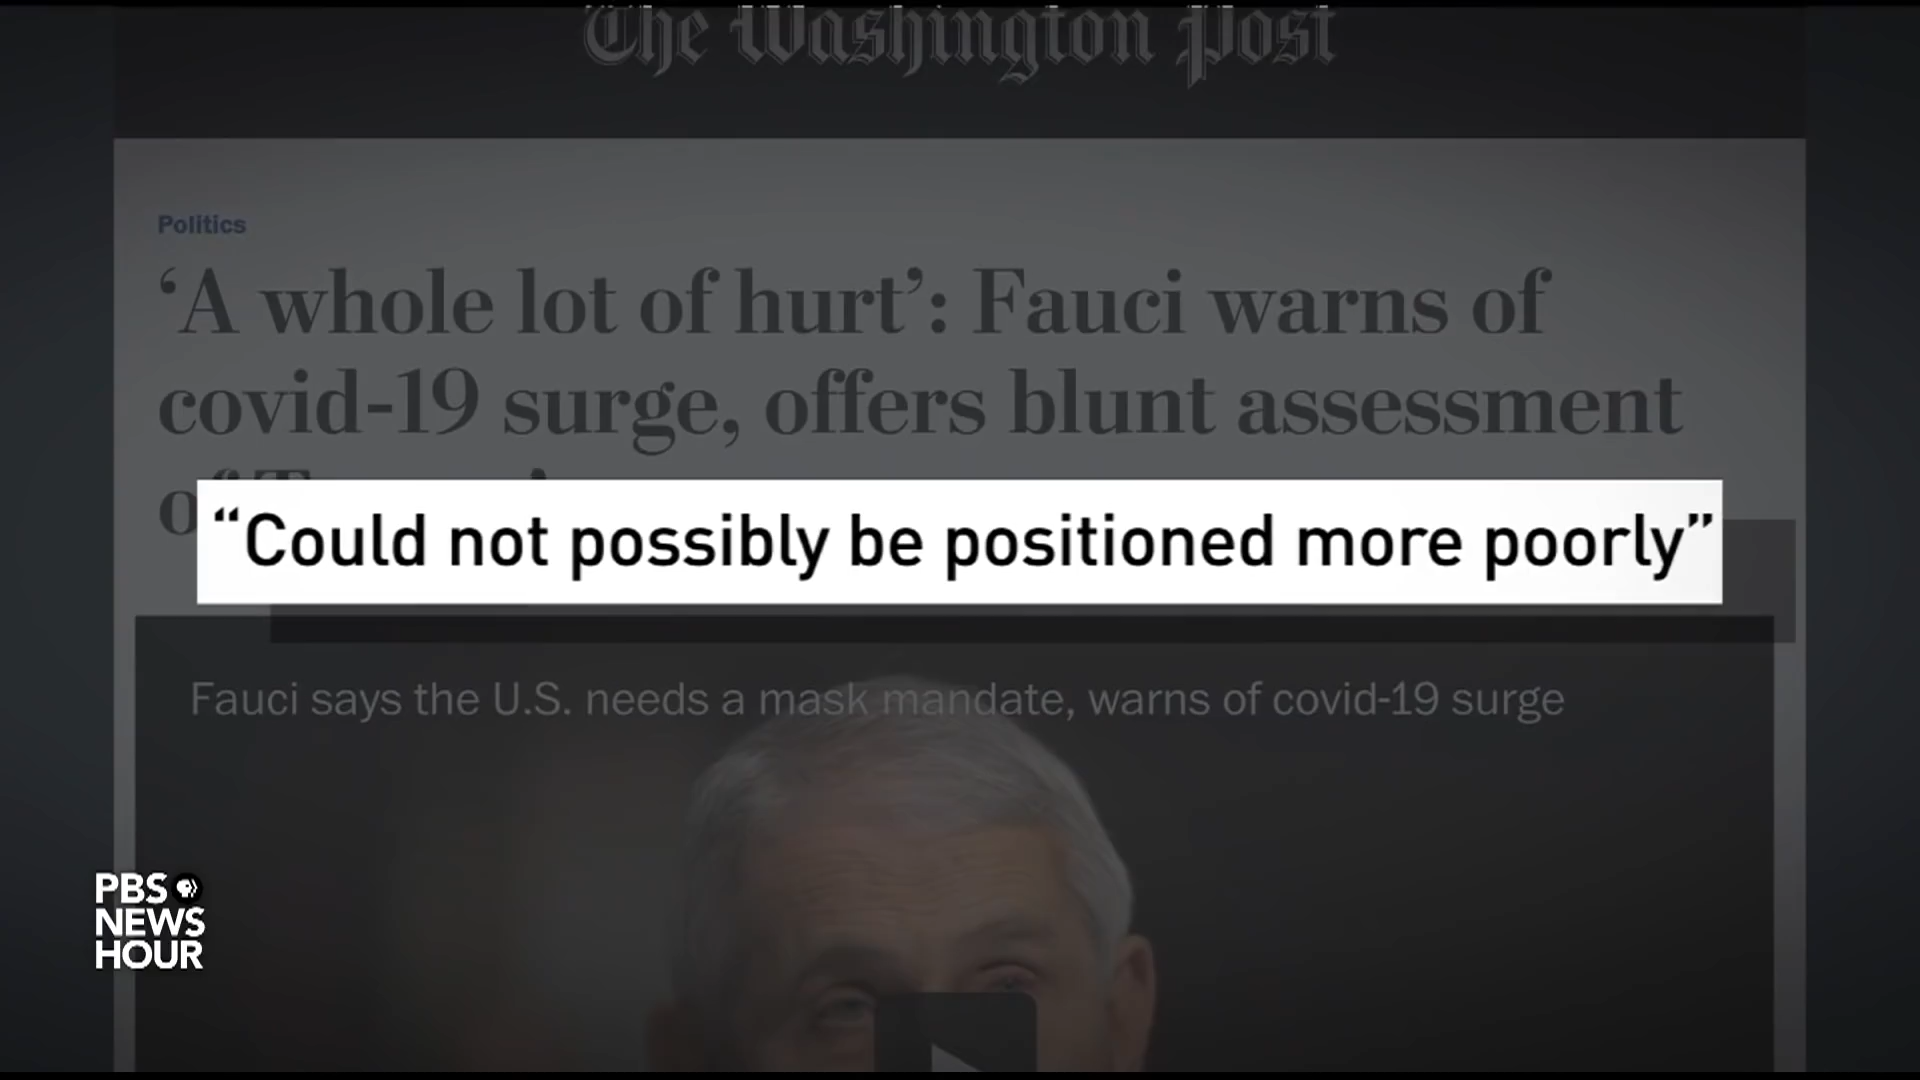 The Washington Post
Politics
‘A whole lot of hurt’: Fauci warns of
covid-19 surge, offers blunt assessment
of
“Could not possibly be positioned more poorly”
Fauci says the U.S. needs a mask mandate, warns of covid-19 surge
PBS
NEWS
HOUR